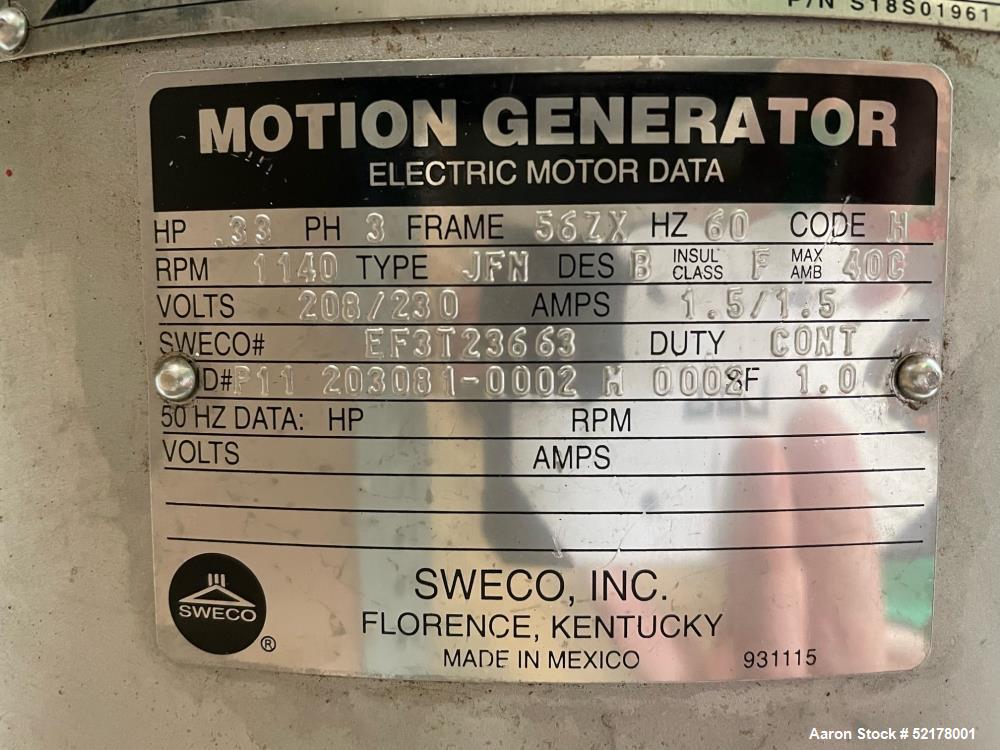 P/N S18S01961
MOTION GENERATOR
ELECTRIC MOTOR DATA
HP .33 PH 3 FRAME 56ZX HZ 60 CODE H
RPM 1140 TYPE JFN DES B INSUL CLASS F MAX AMB 40C
VOLTS 208/230 AMPS 1.5/1.5
SWECO# EF3T23663 DUTY CONT
D# P11 203081-0002 M 0002 SF 1.0
50 HZ DATA: HP RPM
VOLTS AMPS
SWECO, INC.
SWECO
®
FLORENCE, KENTUCKY
MADE IN MEXICO 931115
Aaron Stock # 52178001